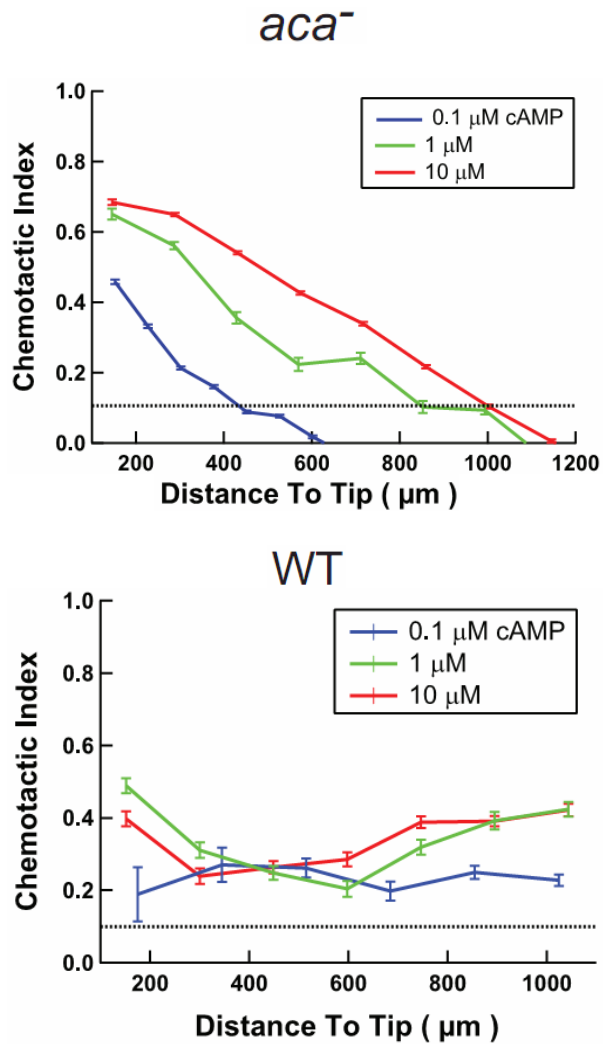 aca⁻
1.0
0.8
0.6
0.4
0.2
0.0
Chemotactic Index
0.1 μM cAMP
1 μM
10 μM
200
400
600
800
1000
1200
Distance To Tip ( μm )
WT
1.0
0.8
0.6
0.4
0.2
0.0
Chemotactic Index
0.1 μM cAMP
1 μM
10 μM
200
400
600
800
1000
Distance To Tip ( μm )